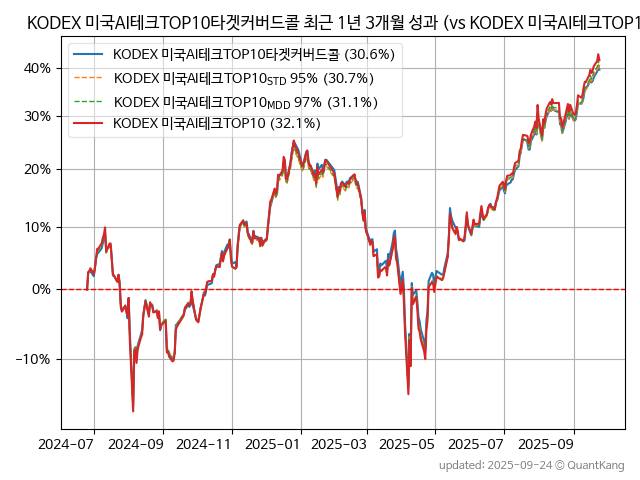 KODEX 미국AI테크TOP10타겟커버드콜 최근 1년 3개월 성과 (vs KODEX 미국AI테크TOP1
KODEX 미국AI테크TOP10타겟커버드콜 (30.6%)
KODEX 미국AI테크TOP10STD 95% (30.7%)
KODEX 미국AI테크TOP10MDD 97% (31.1%)
KODEX 미국AI테크TOP10 (32.1%)
40%
30%
20%
10%
0%
-10%
2024-07 2024-09 2024-11 2025-01 2025-03 2025-05 2025-07 2025-09
updated: 2025-09-24 © QuantKang